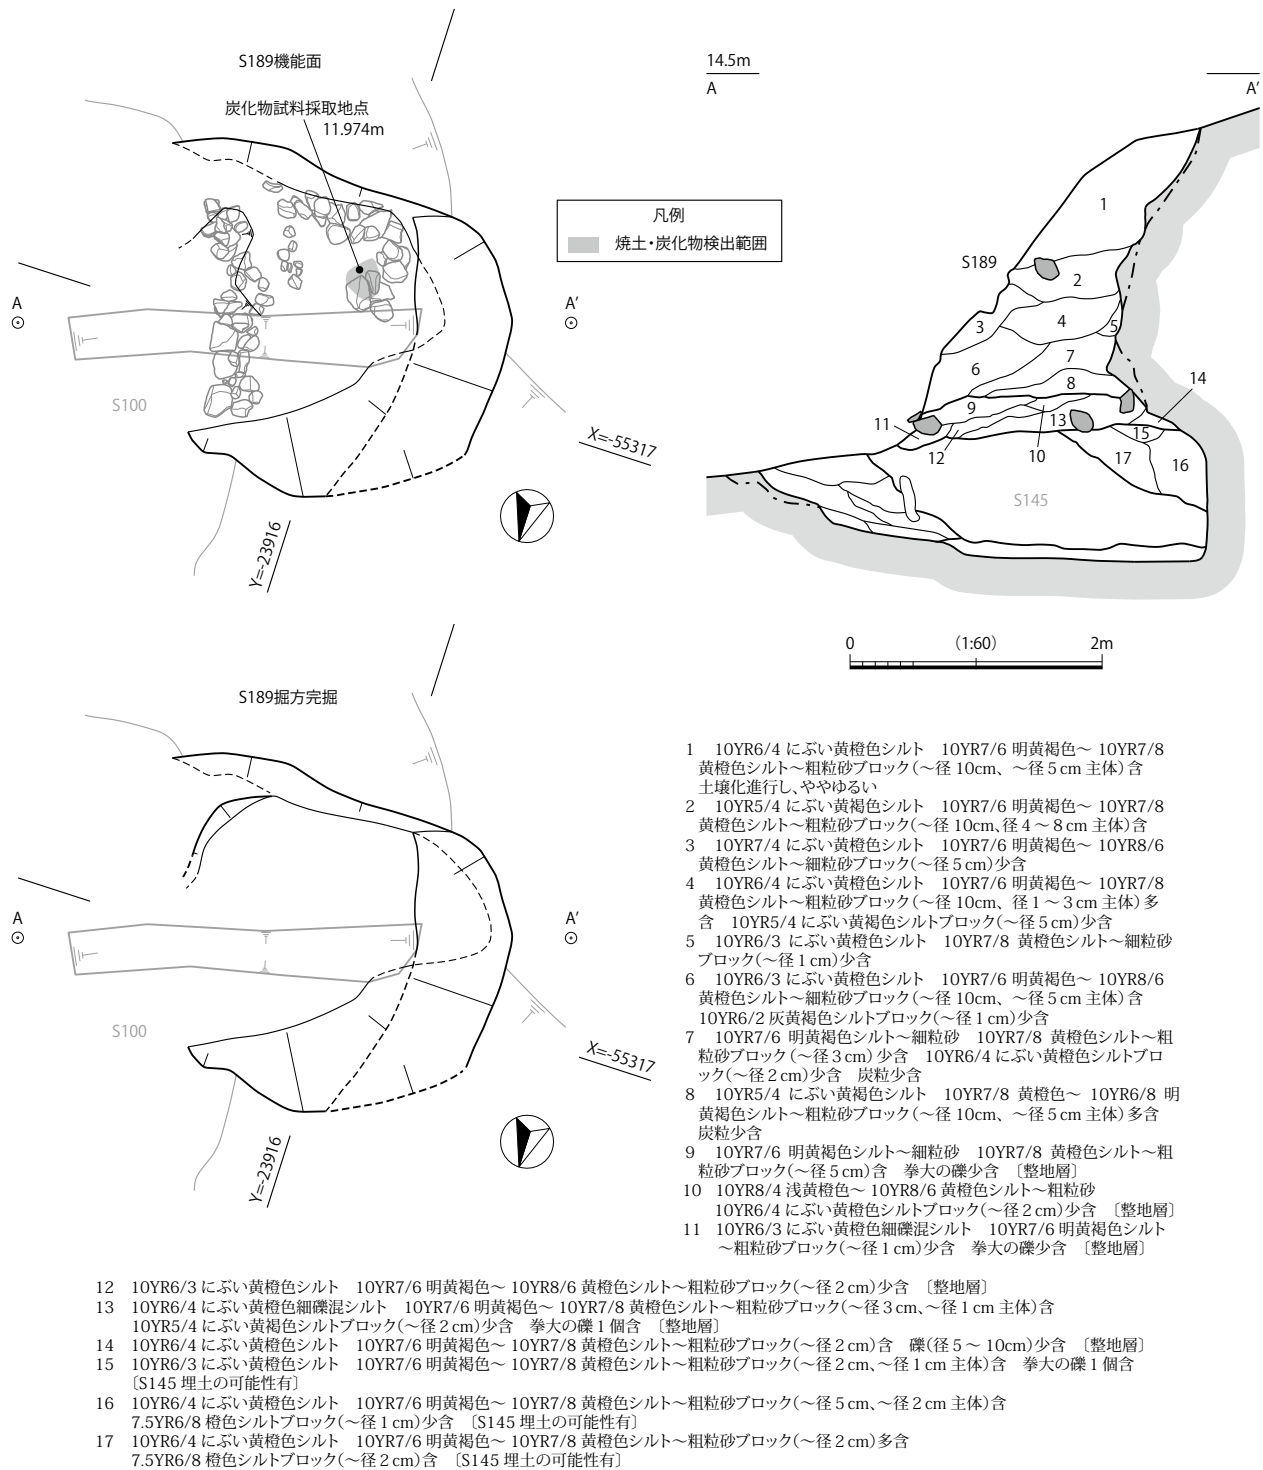 S189機能面
炭化物試料採取地点
11.974m
凡例
焼土・炭化物検出範囲
A
A’
S100
X=-55317
Y=-23916
14.5m
A
A’
S189
1
2
3
4
5
6
7
8
9
14
11
13
15
12
10
17
16
S145
0
（1:60）
2m
S189掘方完掘
A
A’
S100
X=-55317
Y=-23916
1　10YR6/4 にぶい黄橙色シルト　10YR7/6 明黄褐色～ 10YR7/8
黄橙色シルト～粗粒砂ブロック（～径 10cm、～径 5 cm 主体）含
土壌化進行し、ややゆるい
2　10YR5/4 にぶい黄褐色シルト　10YR7/6 明黄褐色～ 10YR7/8
黄橙色シルト～粗粒砂ブロック（～径 10cm、径 4 ～ 8 cm 主体）含
3　10YR7/4 にぶい黄橙色シルト　10YR7/6 明黄褐色～ 10YR8/6
黄橙色シルト～細粒砂ブロック（～径 5 cm）少含
4　10YR6/4 にぶい黄橙色シルト　10YR7/6 明黄褐色～ 10YR7/8
黄橙色シルト～粗粒砂ブロック（～径 10cm、径 1 ～ 3 cm 主体）多
含　10YR5/4 にぶい黄褐色シルトブロック（～径 5 cm）少含
5　10YR6/3 にぶい黄橙色シルト　10YR7/8 黄橙色シルト～細粒砂
ブロック（～径 1 cm）少含
6　10YR6/3 にぶい黄橙色シルト　10YR7/6 明黄褐色～ 10YR8/6
黄橙色シルト～細粒砂ブロック（～径 10cm、～径 5 cm 主体）含
10YR6/2 灰黄褐色シルトブロック（～径 1 cm）少含
7　10YR7/6 明黄褐色シルト～細粒砂　10YR7/8 黄橙色シルト～粗
粒砂ブロック（～径 3 cm）少含　10YR6/4 にぶい黄橙色シルトブロ
ック（～径 2 cm）少含　炭粒少含
8　10YR5/4 にぶい黄褐色シルト　10YR7/8 黄橙色～ 10YR6/8 明
黄褐色シルト～粗粒砂ブロック（～径 10cm、～径 5 cm 主体）多含
炭粒少含
9　10YR7/6 明黄褐色シルト～細粒砂　10YR7/8 黄橙色シルト～粗
粒砂ブロック（～径 5 cm）含　拳大の礫少含　〔整地層〕
10　10YR8/4 浅黄橙色～ 10YR8/6 黄橙色シルト～粗粒砂
10YR6/4 にぶい黄橙色シルトブロック（～径 2 cm）少含　〔整地層〕
11　10YR6/3 にぶい黄橙色細礫混シルト　10YR7/6 明黄褐色シルト
～粗粒砂ブロック（～径 1 cm）少含　拳大の礫少含　〔整地層〕
12　10YR6/3 にぶい黄橙色シルト　10YR7/6 明黄褐色～ 10YR8/6 黄橙色シルト～粗粒砂ブロック（～径 2 cm）少含　〔整地層〕
13　10YR6/4 にぶい黄橙色細礫混シルト　10YR7/6 明黄褐色～ 10YR7/8 黄橙色シルト～粗粒砂ブロック（～径 3 cm、～径 1 cm 主体）含
10YR5/4 にぶい黄褐色シルトブロック（～径 2 cm）少含　拳大の礫 1 個含　〔整地層〕
14　10YR6/4 にぶい黄橙色シルト　10YR7/6 明黄褐色～ 10YR7/8 黄橙色シルト～粗粒砂ブロック（～径 2 cm）含　礫（径 5 ～ 10cm）少含　〔整地層〕
15　10YR6/3 にぶい黄橙色シルト　10YR7/6 明黄褐色～ 10YR7/8 黄橙色シルト～粗粒砂ブロック（～径 2 cm、～径 1 cm 主体）含　拳大の礫 1 個含
〔S145 埋土の可能性有〕
16　10YR6/4 にぶい黄橙色シルト　10YR7/6 明黄褐色～ 10YR7/8 黄橙色シルト～粗粒砂ブロック（～径 5 cm、～径 2 cm 主体）含
7.5YR6/8 橙色シルトブロック（～径 1 cm）少含　〔S145 埋土の可能性有〕
17　10YR6/4 にぶい黄橙色シルト　10YR7/6 明黄褐色～ 10YR7/8 黄橙色シルト～粗粒砂ブロック（～径 2 cm）多含
7.5YR6/8 橙色シルトブロック（～径 2 cm）含　〔S145 埋土の可能性有〕